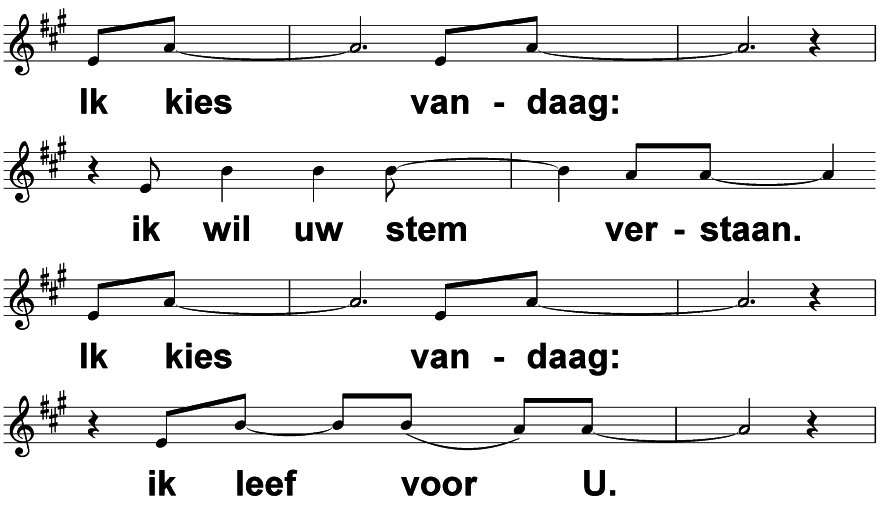 Ik kies van - daag:
ik wil uw stem ver - staan.
Ik kies van - daag:
ik leef voor U.